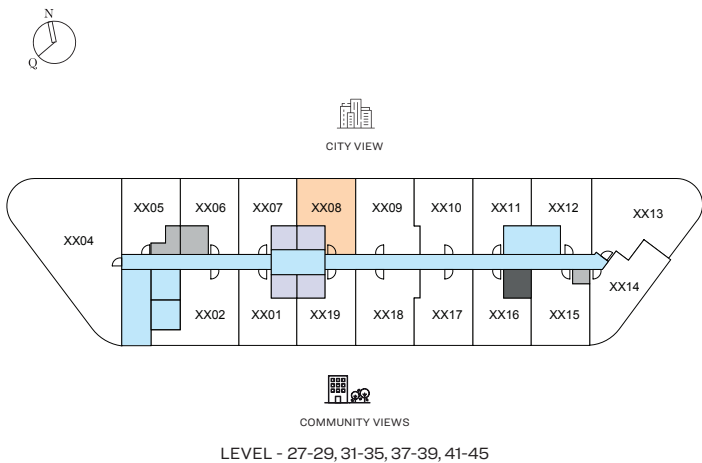 N
Q
CITY VIEW
XX05 XX06 XX07 XX08 XX09 XX10 XX11 XX12 XX13
XX04
XX14
XX02 XX01 XX19 XX18 XX17 XX16 XX15
COMMUNITY VIEWS
LEVEL - 27-29, 31-35, 37-39, 41-45